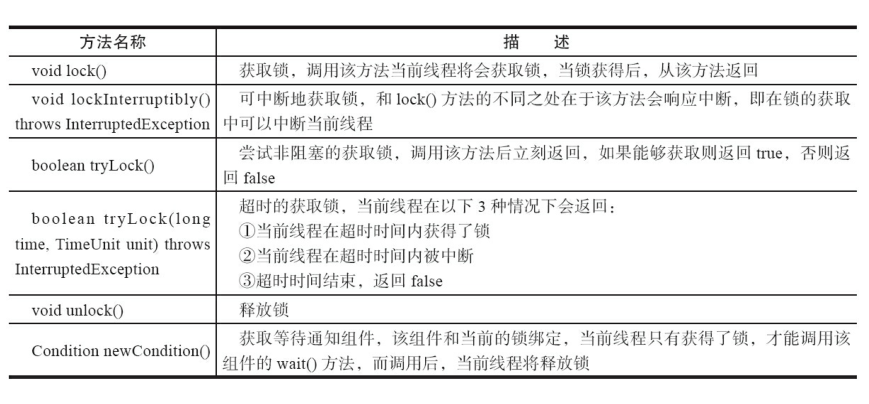 方法名称 描 述
void lock() 获取锁，调用该方法当前线程将会获取锁，当锁获得后，从该方法返回
void lockInterruptibly()
throws InterruptedException
可中断地获取锁，和 lock() 方法的不同之处在于该方法会响应中断，即在锁的获取
中可以中断当前线程
boolean tryLock()
尝试非阻塞的获取锁，调用该方法后立刻返回，如果能够获取则返回 true，否则返
回 false
boolean tryLock(long
time, TimeUnit unit) throws
InterruptedException
超时的获取锁，当前线程在以下 3 种情况下会返回：
①当前线程在超时时间内获得了锁
②当前线程在超时时间内被中断
③超时时间结束，返回 false
void unlock() 释放锁
Condition newCondition()
获取等待通知组件，该组件和当前的锁绑定，当前线程只有获得了锁，才能调用该
组件的 wait() 方法，而调用后，当前线程将释放锁